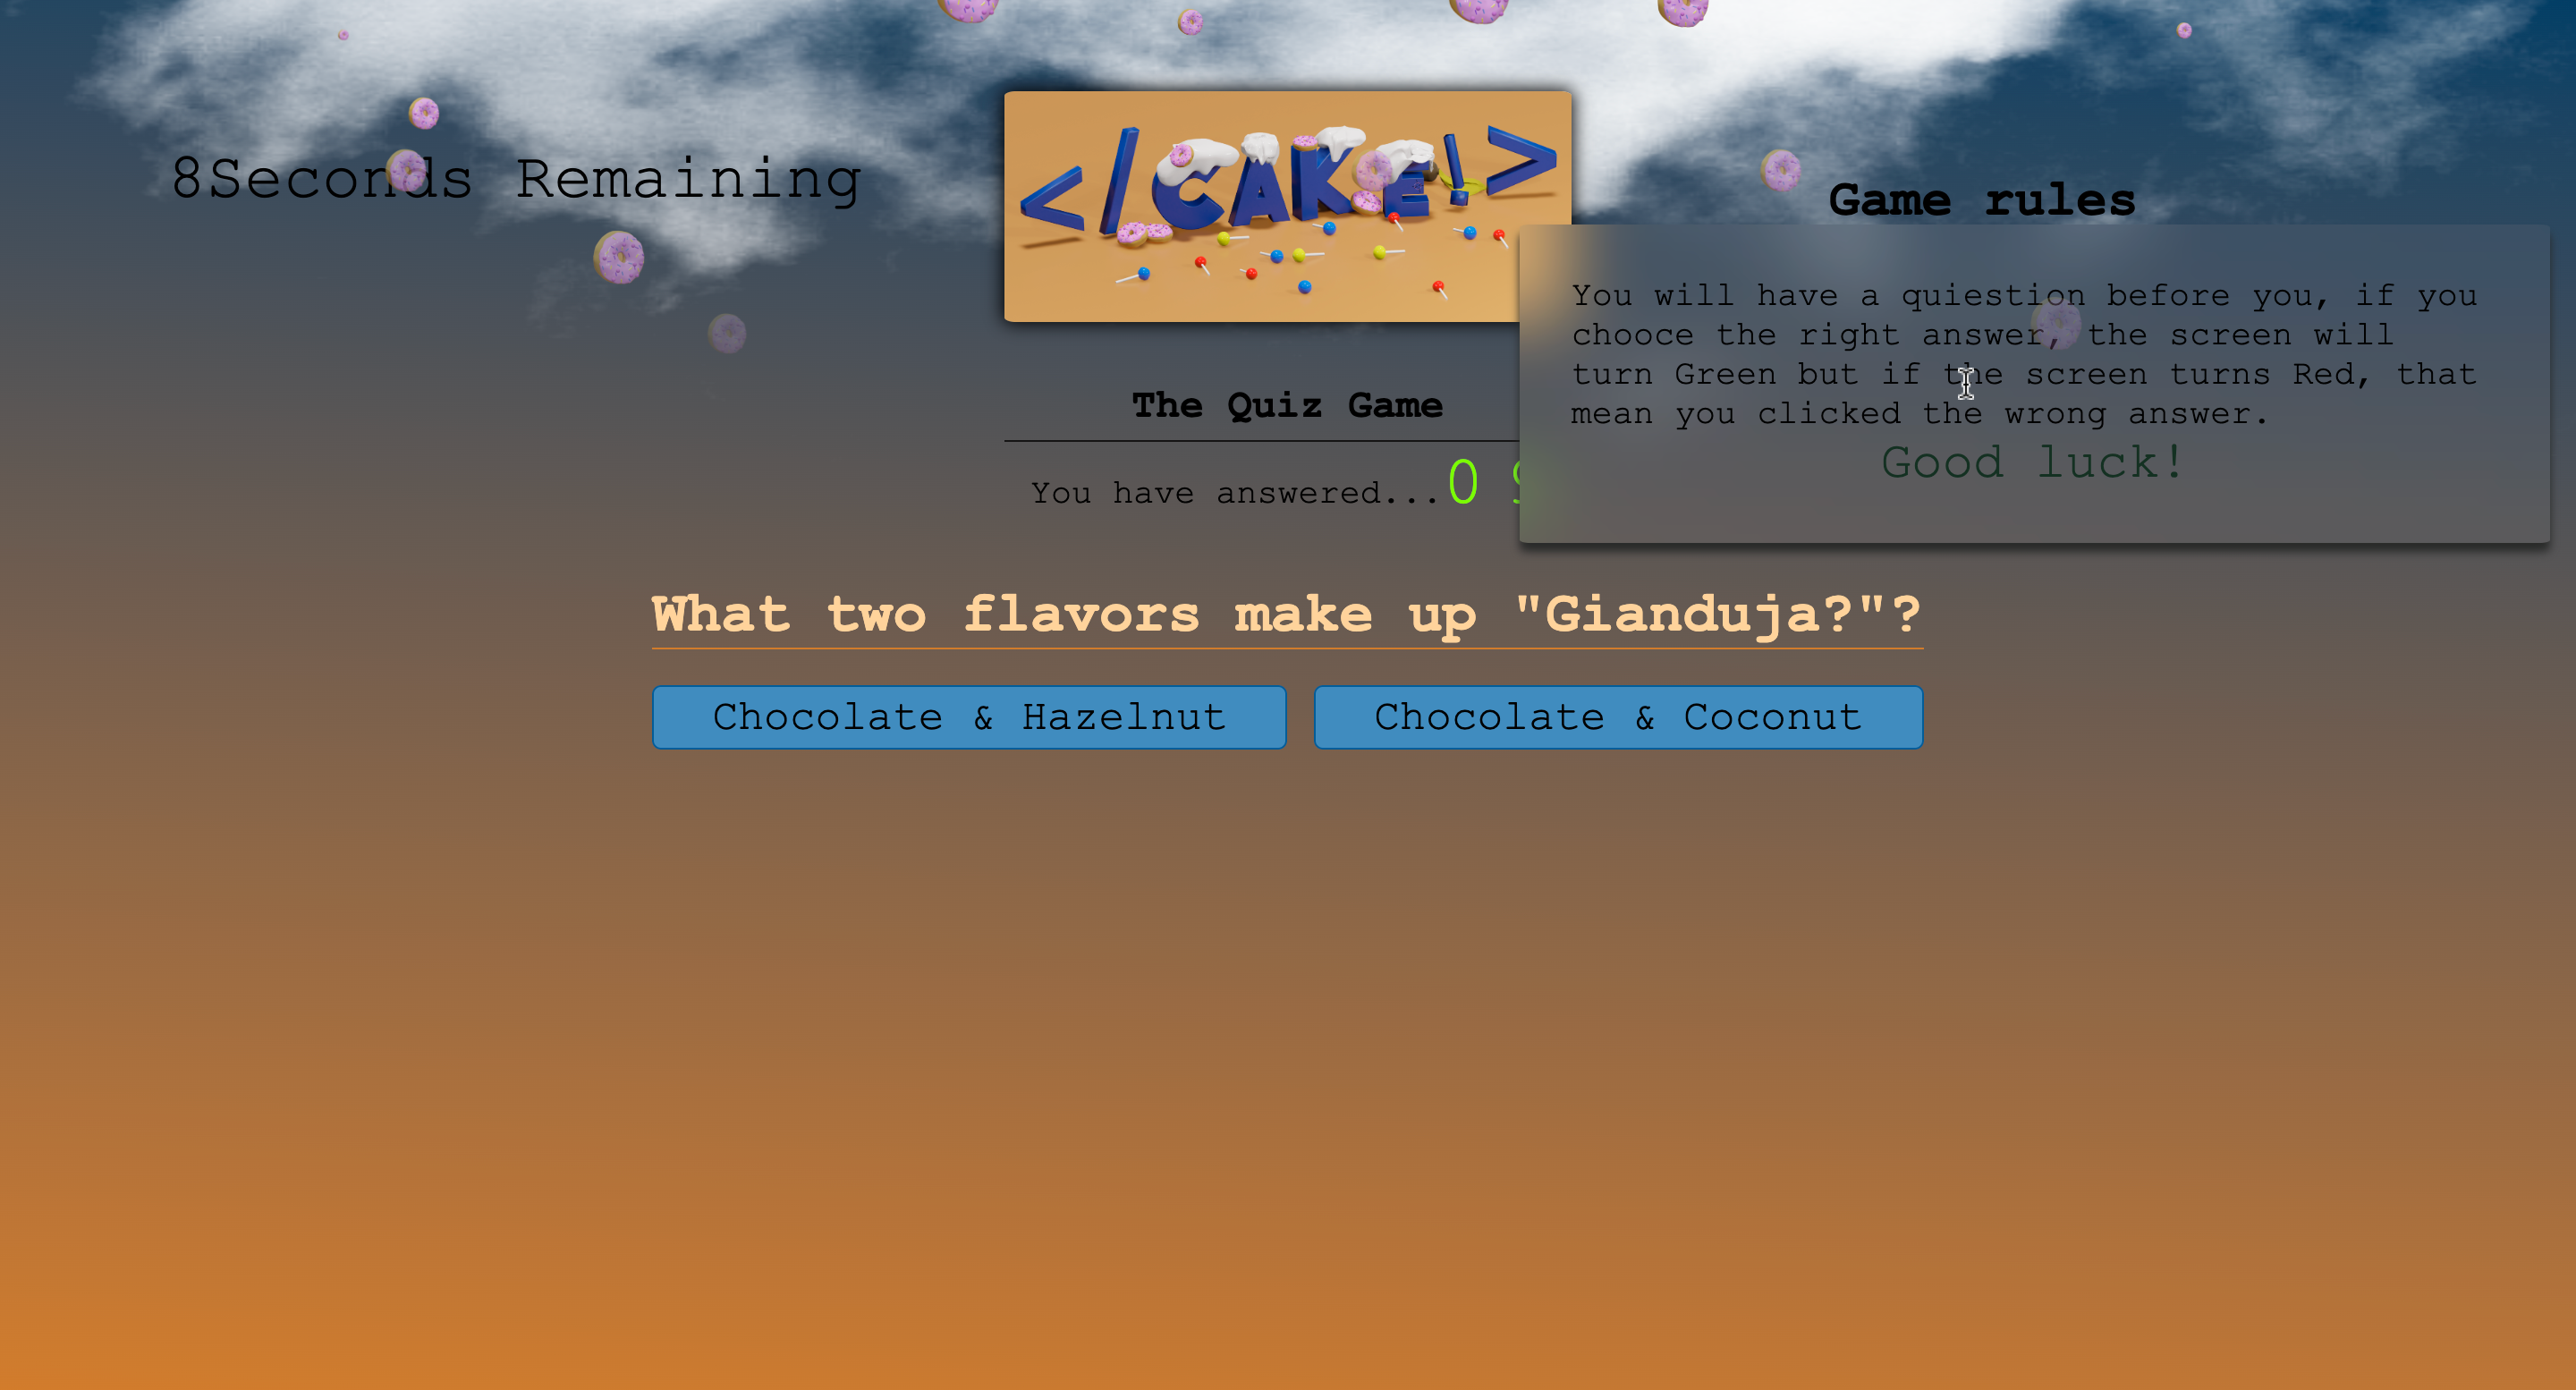 8Seconds Remaining
</CAKE!>
Game rules
You will have a quiestion before you, if you
chooce the right answer, the screen will
turn Green but if the screen turns Red, that
mean you clicked the wrong answer.
Good luck!
The Quiz Game
You have answered...0
What two flavors make up "Gianduja?"?
Chocolate & Hazelnut
Chocolate & Coconut